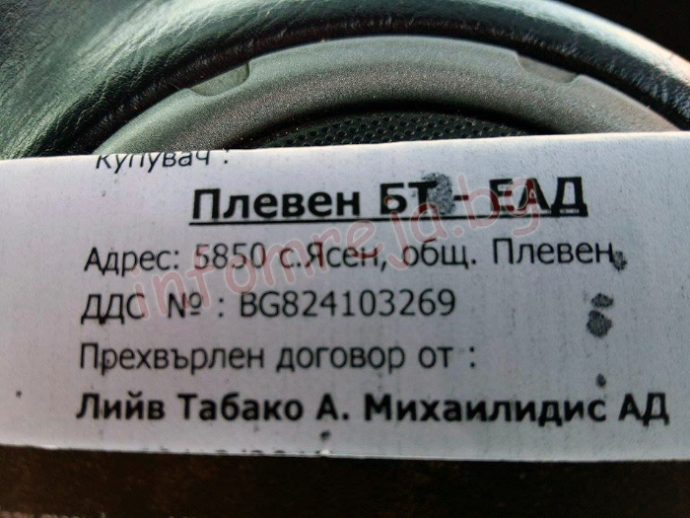 Купувач :
Плевен БТ - ЕАД
Адрес: 5850 с.Ясен, общ. Плевен,
ДДС № : BG824103269
Прехвърлен договор от :
Лийв Табако А. Михаилидис АД
infomreja.bg